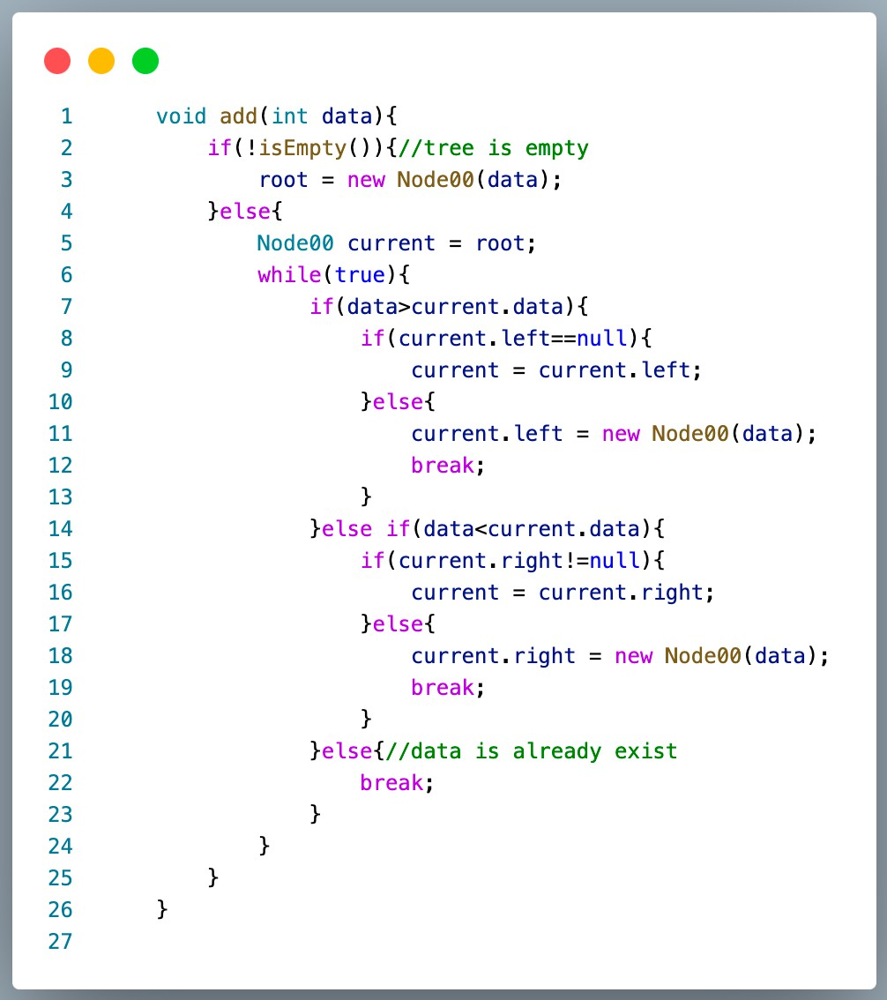 1 void add(int data){
2 if(!isEmpty()){//tree is empty
3 root = new Node00(data);
4 }else{
5 Node00 current = root;
6 while(true){
7 if(data>current.data){
8 if(current.left==null){
9 current = current.left;
10 }else{
11 current.left = new Node00(data);
12 break;
13 }
14 }else if(data<current.data){
15 if(current.right!=null){
16 current = current.right;
17 }else{
18 current.right = new Node00(data);
19 break;
20 }
21 }else{//data is already exist
22 break;
23 }
24 }
25 }
26 }
27